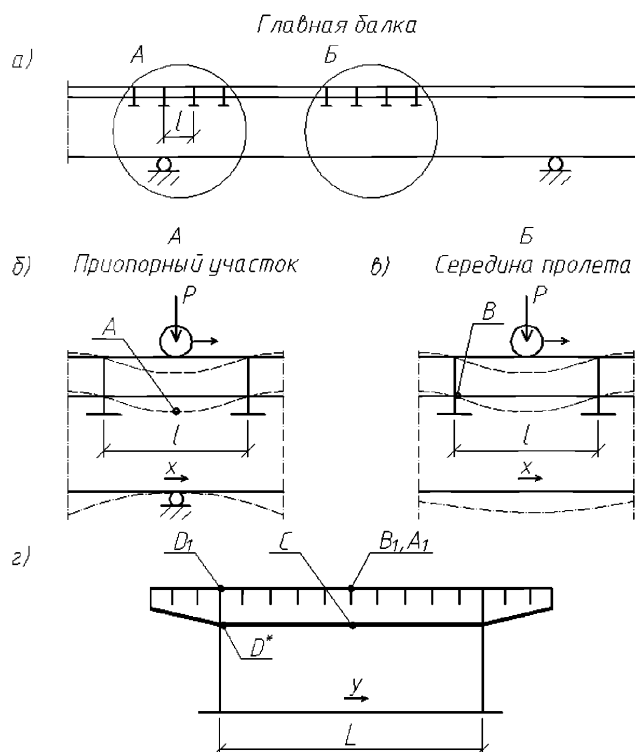 Главная балка
а)
А
Б
l
А
Б
б) Приопорный участок
в) Середина пролета
P
P
A
B
l
l
x
x
г)
D1
C
B1, A1
D*
y
L